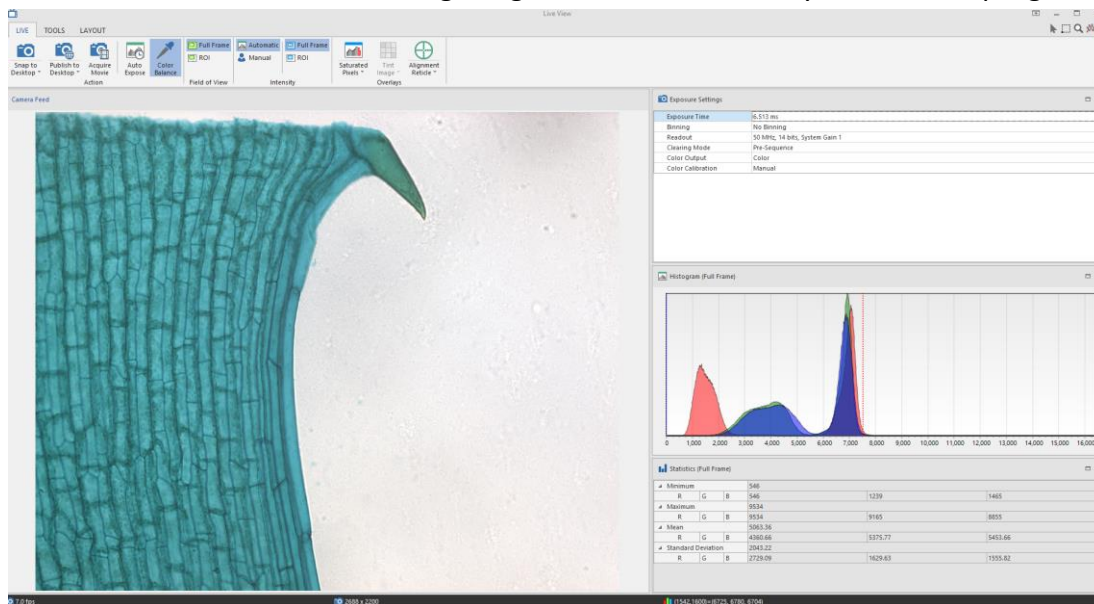 Live View
LIVE TOOLS LAYOUT
Snap to Desktop
Publish to Desktop
Acquire Movie
Action
Auto Expose
Color Balance
Full Frame
ROI
Field of View
Automatic
Manual
Full Frame
ROI
Intensity
Saturated Pixels
Tint Image
Alignment Reticle
Overlays
Camera Feed
Exposure Settings
Exposure Time 6.513 ms
Binning No Binning
Readout 50 MHz, 14 bits, System Gain 1
Clearing Mode Pre-Sequence
Color Output Color
Color Calibration Manual
Histogram (Full Frame)
0 1,000 2,000 3,000 4,000 5,000 6,000 7,000 8,000 9,000 10,000 11,000 12,000 13,000 14,000 15,000 16,000
Statistics (Full Frame)
Minimum 546
R G B 546 1239 1465
Maximum 9534
R G B 9534 9165 8855
Mean 5063.36
R G B 4360.66 5375.77 5453.66
Standard Deviation 2043.22
R G B 2729.09 1629.63 1555.82
7.0 fps 2688 x 2200 (1542,1600)=(6725, 6780, 6704)